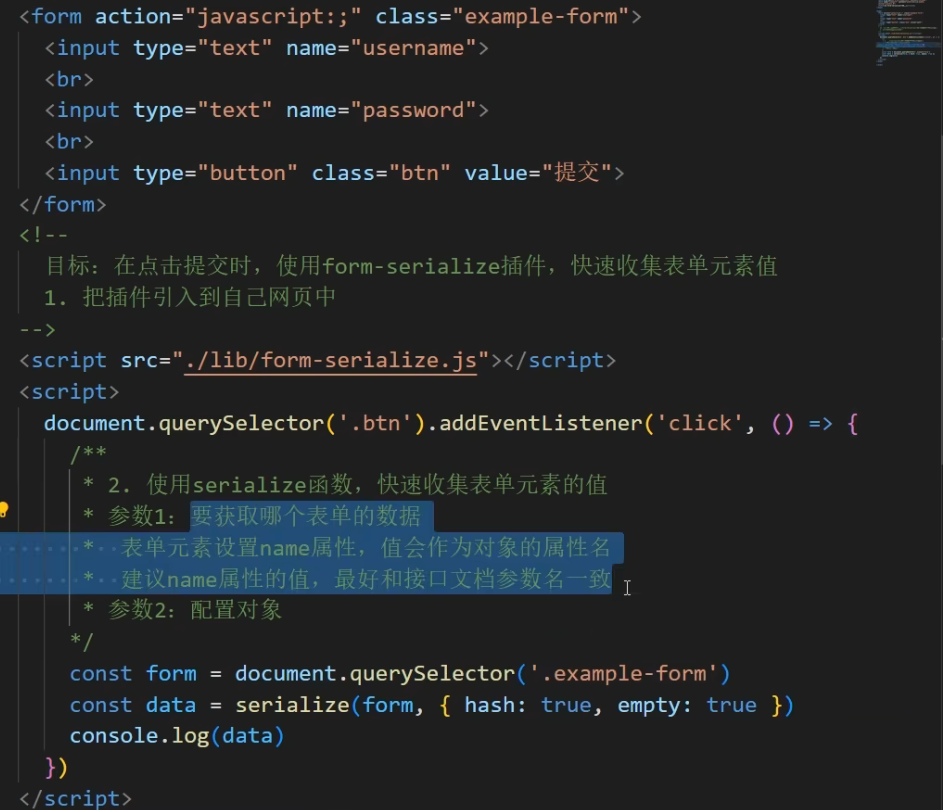 <form action="javascript:;" class="example-form">
<input type="text" name="username">
<br>
<input type="text" name="password">
<br>
<input type="button" class="btn" value="提交">
</form>
<!--
目标：在点击提交时，使用form-serialize插件，快速收集表单元素值
1. 把插件引入到自己网页中
-->
<script src="./lib/form-serialize.js"></script>
<script>
document.querySelector('.btn').addEventListener('click', () => {
/**
* 2. 使用serialize函数，快速收集表单元素的值
* 参数1：要获取哪个表单的数据
* 表单元素设置name属性，值会作为对象的属性名
* 建议name属性的值，最好和接口文档参数名一致
* 参数2：配置对象
*/
const form = document.querySelector('.example-form')
const data = serialize(form, { hash: true, empty: true })
console.log(data)
})
</script>